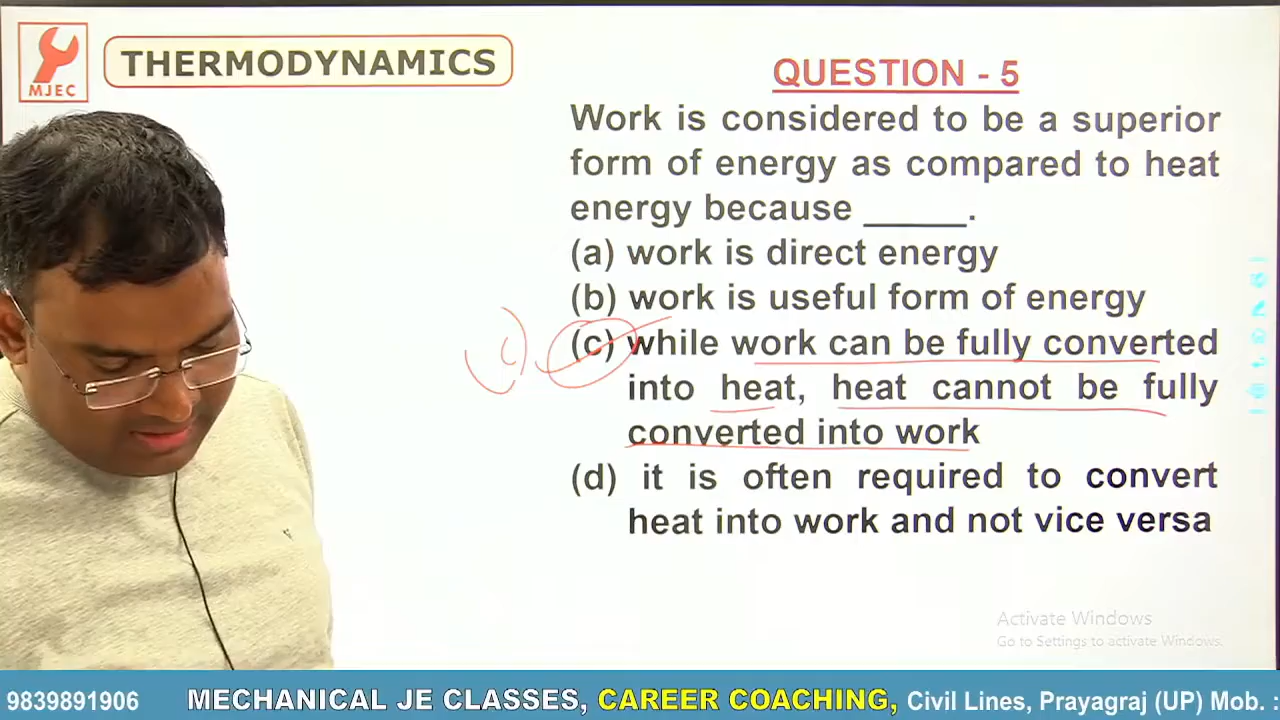 MJEC
THERMODYNAMICS
QUESTION - 5
Work is considered to be a superior
form of energy as compared to heat
energy because _____.
(a) work is direct energy
(b) work is useful form of energy
(c) while work can be fully converted
into heat, heat cannot be fully
converted into work
(d) it is often required to convert
heat into work and not vice versa
(c)
Activate Windows
Go to Settings to activate Windows.
9839891906 MECHANICAL JE CLASSES, CAREER COACHING, Civil Lines, Prayagraj (UP) Mob. :